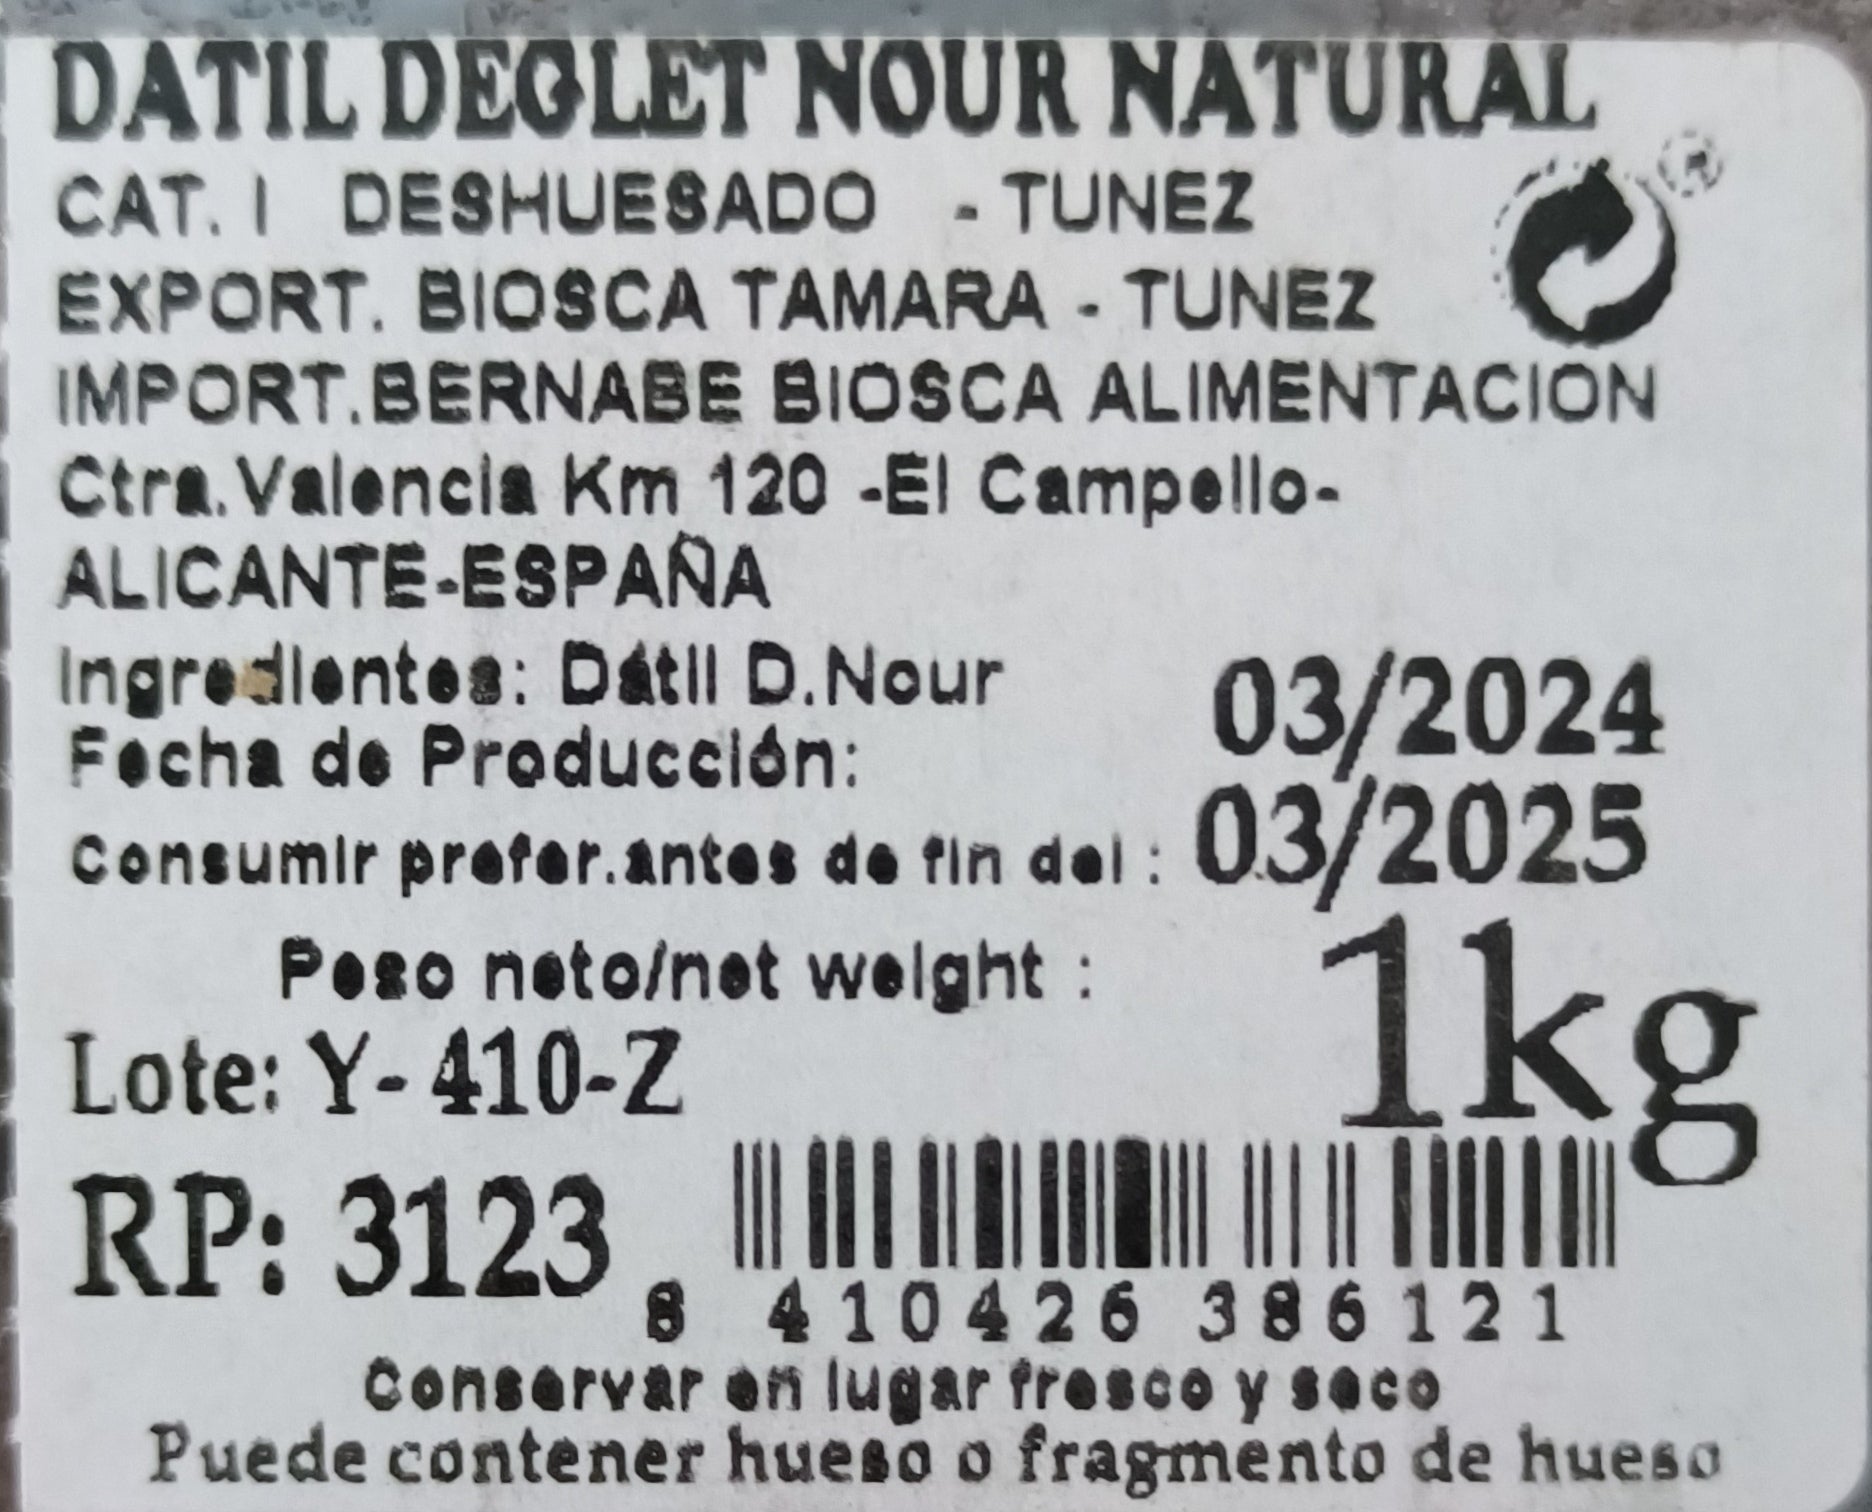 DATIL DEGLET NOUR NATURAL
CAT. I DESHUESADO - TUNEZ
®
EXPORT. BIOSCA TAMARA - TUNEZ
IMPORT.BERNABE BIOSCA ALIMENTACION
Ctra.Valencia Km 120 -El Campello-
ALICANTE-ESPAÑA
Ingredientes: Dátil D.Nour
Fecha de Producción: 03/2024
Consumir prefer.antes de fin del : 03/2025
Peso neto/net weight : 1kg
Lote: Y- 410-Z
RP: 3123
8 410426 386121
Conservar en lugar fresco y seco
Puede contener hueso o fragmento de hueso